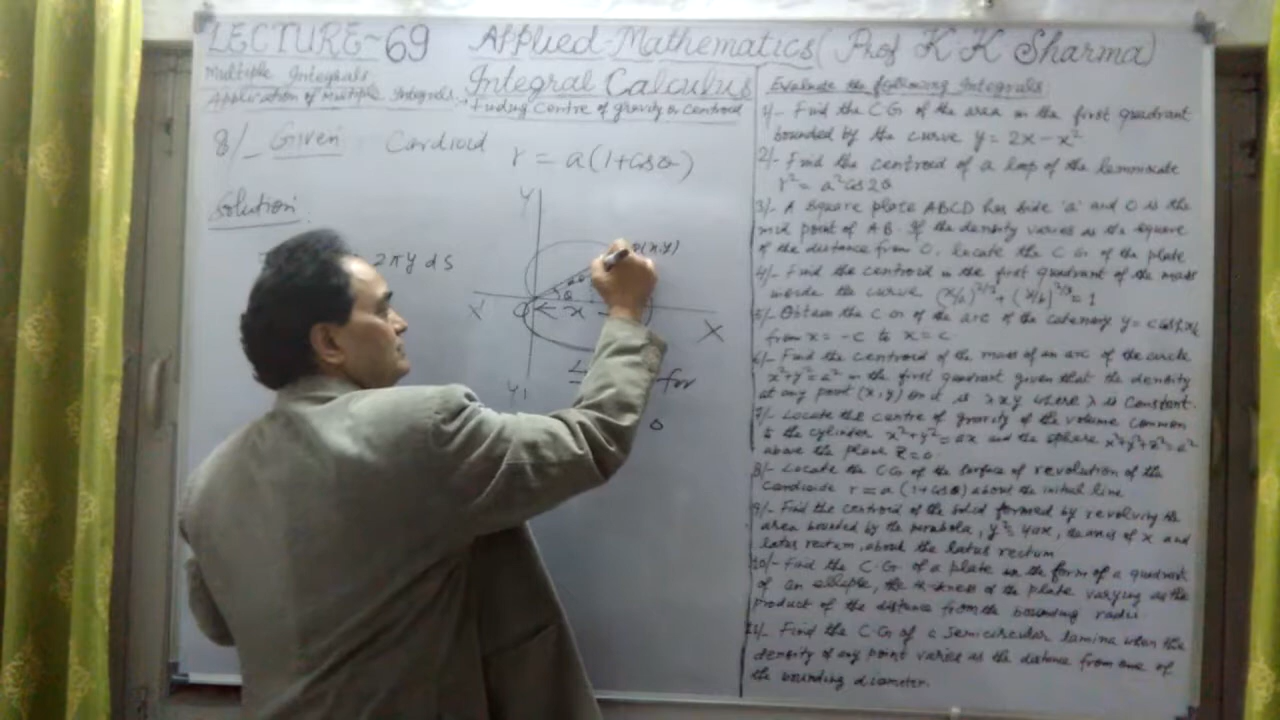 LECTURE-69 Applied-Mathematics (Prof K K Sharma)
Multiple Integrals Integral Calculus
Application of Multiple Integrals Finding Centre of gravity or Centroid
8/- Given Cardioid r = a(1+cosθ)
Solution
2πy ds
Y
P(x,y)
θ
X' O ← x X
Y'
for
0
Evaluate the following Integrals
1/- Find the C G of the area in the first quadrant
bounded by the curve y = 2x - x²
2/- Find the centroid of a loop of the lemniscate
r² = a² cos 2θ
3/- A square plate ABCD has side 'a' and O is the
mid point of AB. If the density varies as the square
of the distance from O, locate the C G of the plate
4/- Find the centroid in the first quadrant of the mass
inside the curve (x/a)^2/3 + (y/b)^2/3 = 1
5/- Obtain the C G of the arc of the catenary y = c cosh x/c
from x = -c to x = c
6/- Find the centroid of the mass of an arc of the circle
x²+y²=a² in the first quadrant given that the density
at any point (x,y) on it is λxy where λ is constant.
7/- Locate the centre of gravity of the volume common
to the cylinder x²+y²=ax and the sphere x²+y²+z²=a²
above the plane Z=0.
8/- Locate the CG of the surface of revolution of the
Cardioide r = a (1+cosθ) about the initial line
9/- Find the centroid of the solid formed by revolving the
area bounded by the parabola, y²=4ax, axis of x and
latus rectum, about the latus rectum
10/- Find the C.G. of a plate in the form of a quadrant
of an ellipse, the thickness of the plate varying as the
product of the distance from the bounding radii
11/- Find the C.G of a semicircular lamina when the
density of any point varies as the distance from one of
the bounding diameter.